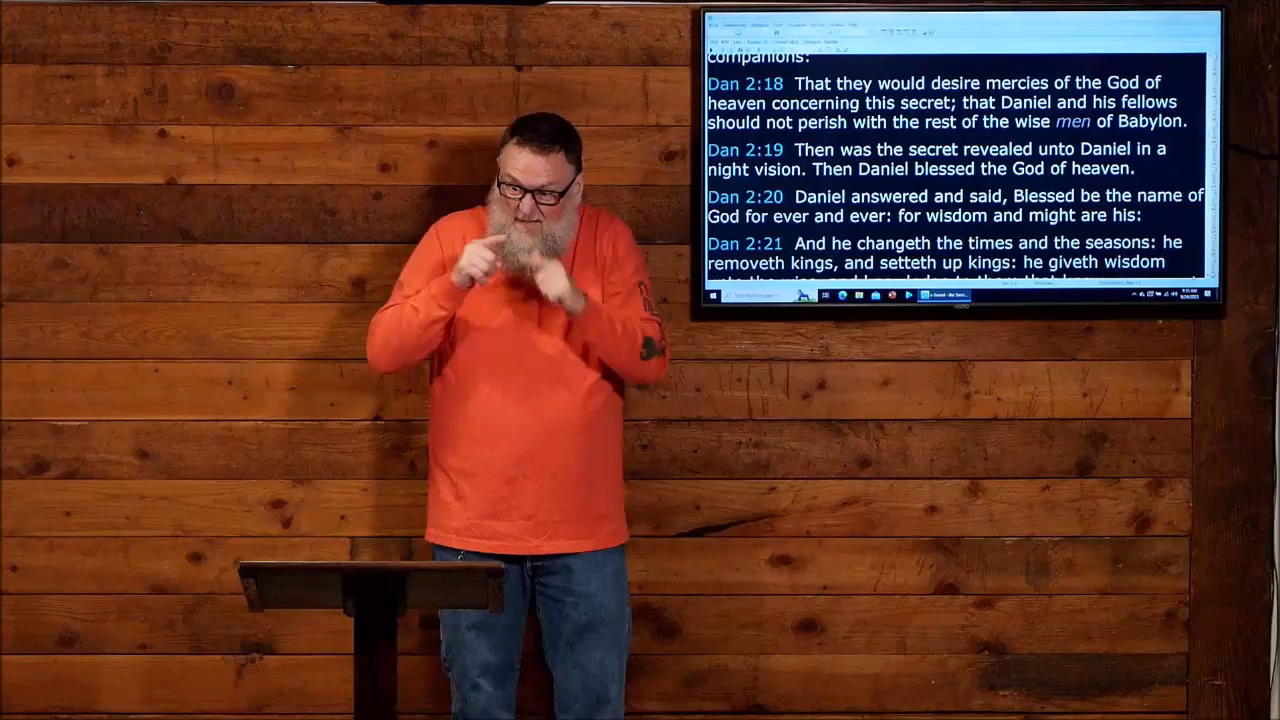 companions:
Dan 2:18 That they would desire mercies of the God of
heaven concerning this secret; that Daniel and his fellows
should not perish with the rest of the wise men of Babylon.
Dan 2:19 Then was the secret revealed unto Daniel in a
night vision. Then Daniel blessed the God of heaven.
Dan 2:20 Daniel answered and said, Blessed be the name of
God for ever and ever: for wisdom and might are his:
Dan 2:21 And he changeth the times and the seasons: he
removeth kings, and setteth up kings: he giveth wisdom